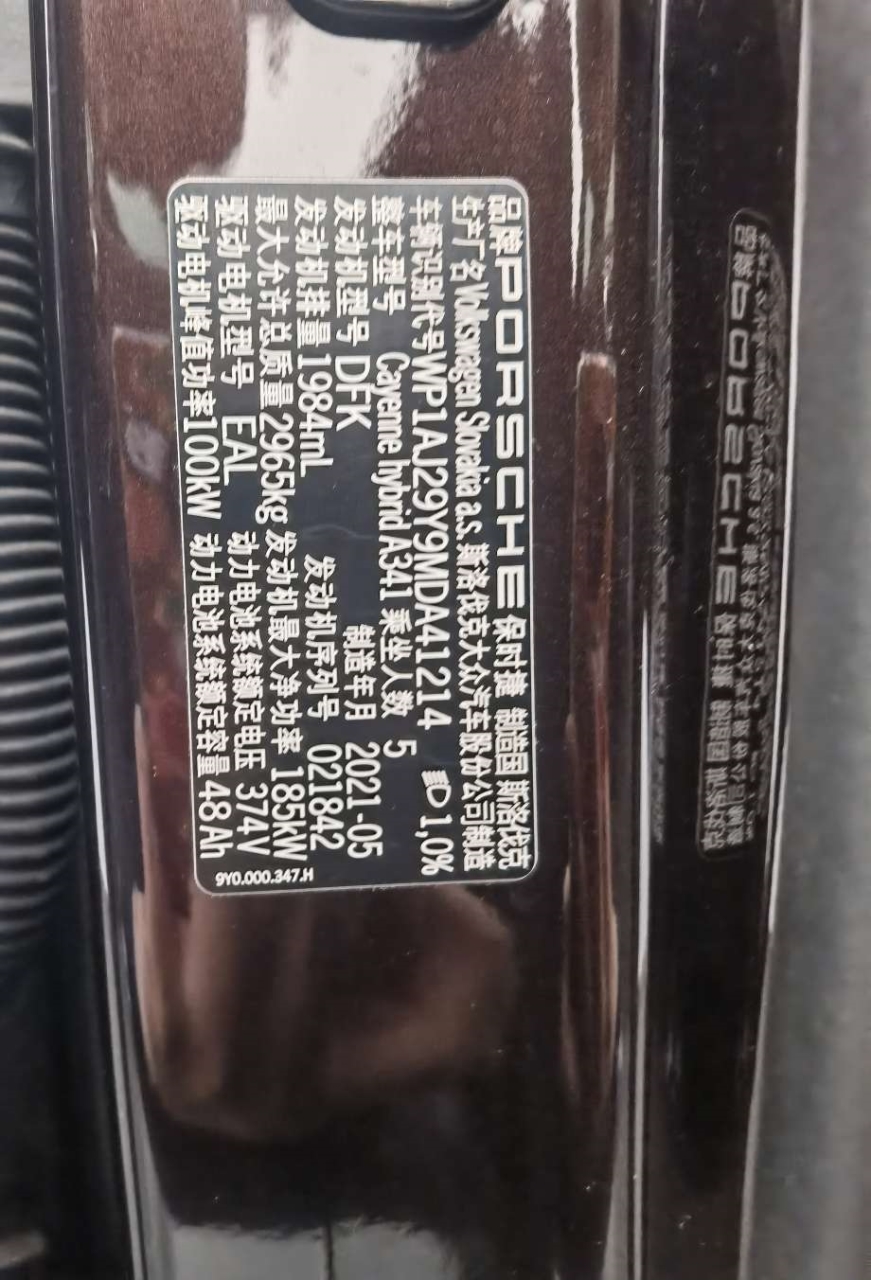 品牌 PORSCHE 保时捷 制造国 斯洛伐克
生产厂名 Volkswagen Slovakia a.s. 斯洛伐克大众汽车股份公司制造
车辆识别代号 WP1AJ29Y9MDA41214 1,0%
整车型号 Cayenne hybrid A341 乘坐人数 5
发动机型号 DFK 制造年月 2021-05
发动机排量 1984mL 发动机序列号 021842
最大允许总质量 2965kg 发动机最大净功率 185kW
驱动电机型号 EAL 动力电池系统额定电压 374V
驱动电机峰值功率 100kW 动力电池系统额定容量 48Ah
9Y0.000.347.H